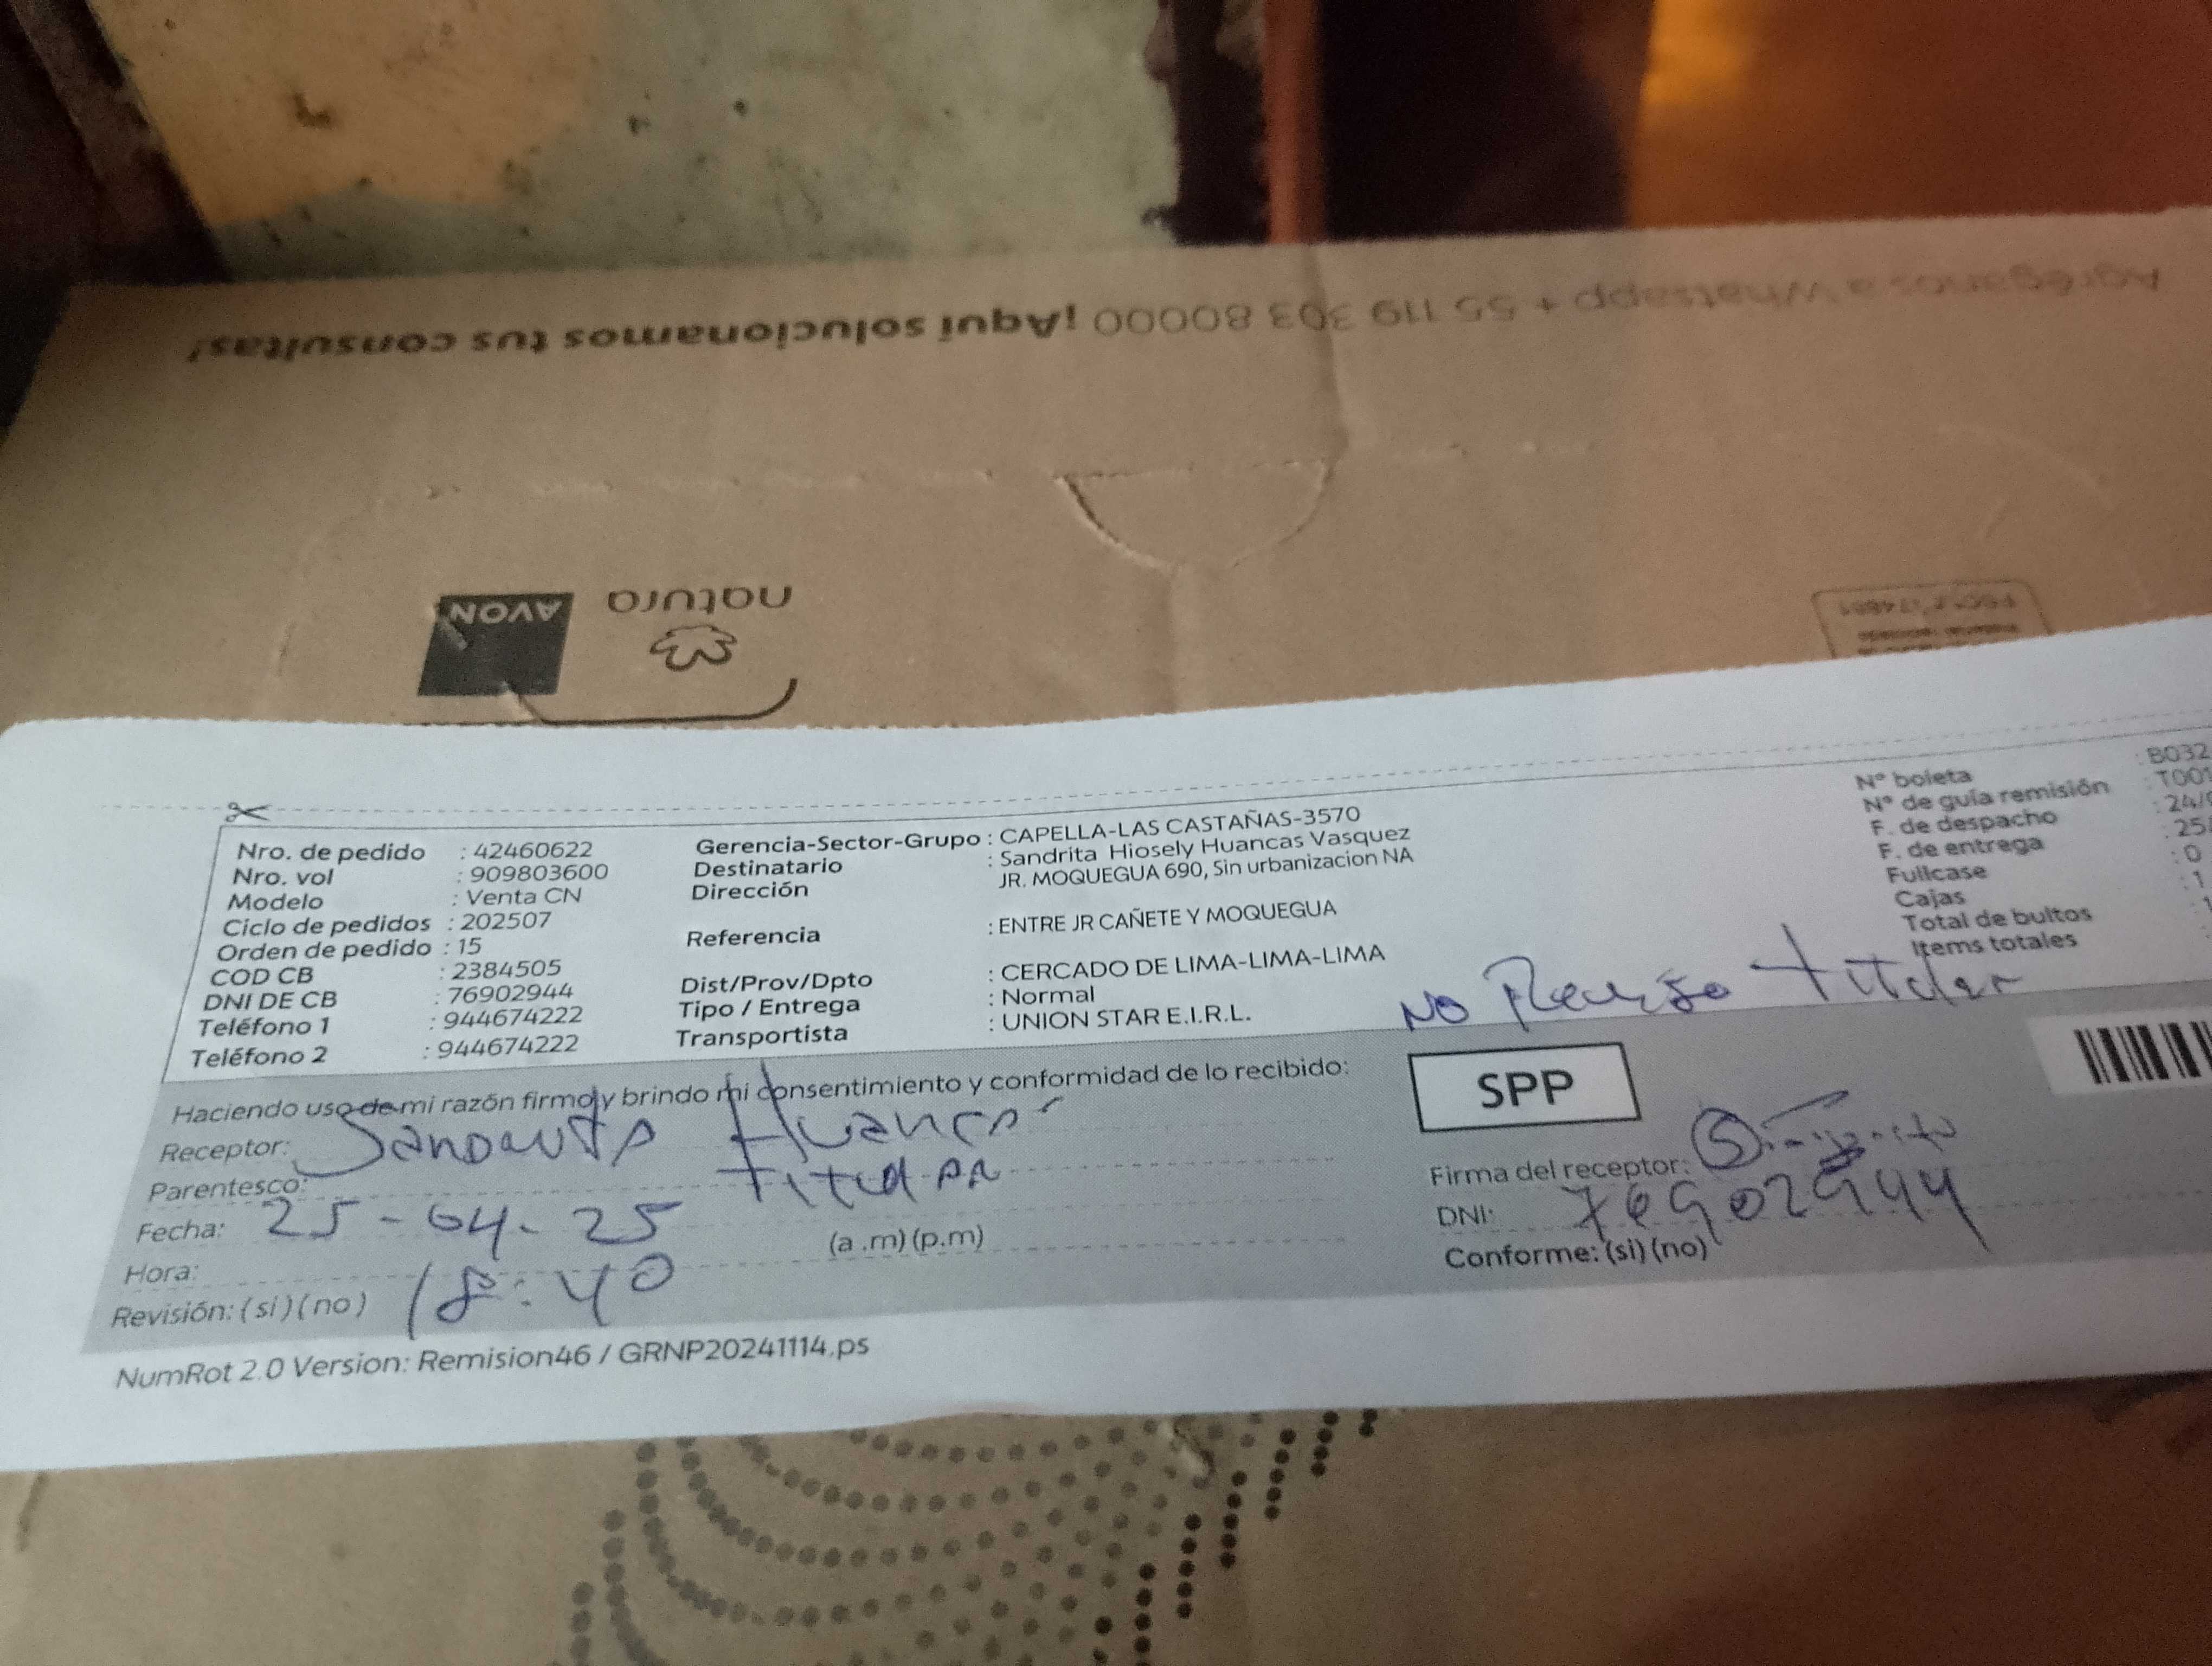 Agréganos a Whatsapp + 55 119 303 80000 ¡Aquí solucionamos tus consultas!
natura
AVON
Nro. de pedido : 42460622
Nro. vol : 909803600
Modelo : Venta CN
Ciclo de pedidos : 202507
Orden de pedido : 15
COD CB : 2384505
DNI DE CB : 76902944
Teléfono 1 : 944674222
Teléfono 2 : 944674222
Gerencia-Sector-Grupo : CAPELLA-LAS CASTAÑAS-3570
Destinatario : Sandrita Hiosely Huancas Vasquez
Dirección JR. MOQUEGUA 690, Sin urbanizacion NA
Referencia : ENTRE JR CAÑETE Y MOQUEGUA
Dist/Prov/Dpto : CERCADO DE LIMA-LIMA-LIMA
Tipo / Entrega : Normal
Transportista : UNION STAR E.I.R.L.
N° boleta : B032
N° de guía remisión : T001
F. de despacho : 24/
F. de entrega : 25/
Fullcase : 0
Cajas : 1
Total de bultos : 1
Items totales :
No titular
Haciendo uso de mi razón firmo y brindo mi consentimiento y conformidad de lo recibido:
SPP
Receptor:
Parentesco: titular
Fecha: 25-04-25
Hora: 18:40 (a .m) (p.m)
Revisión: (si) (no)
Firma del receptor:
DNI: 76902944
Conforme: (si) (no)
NumRot 2.0 Version: Remision46 / GRNP20241114.ps